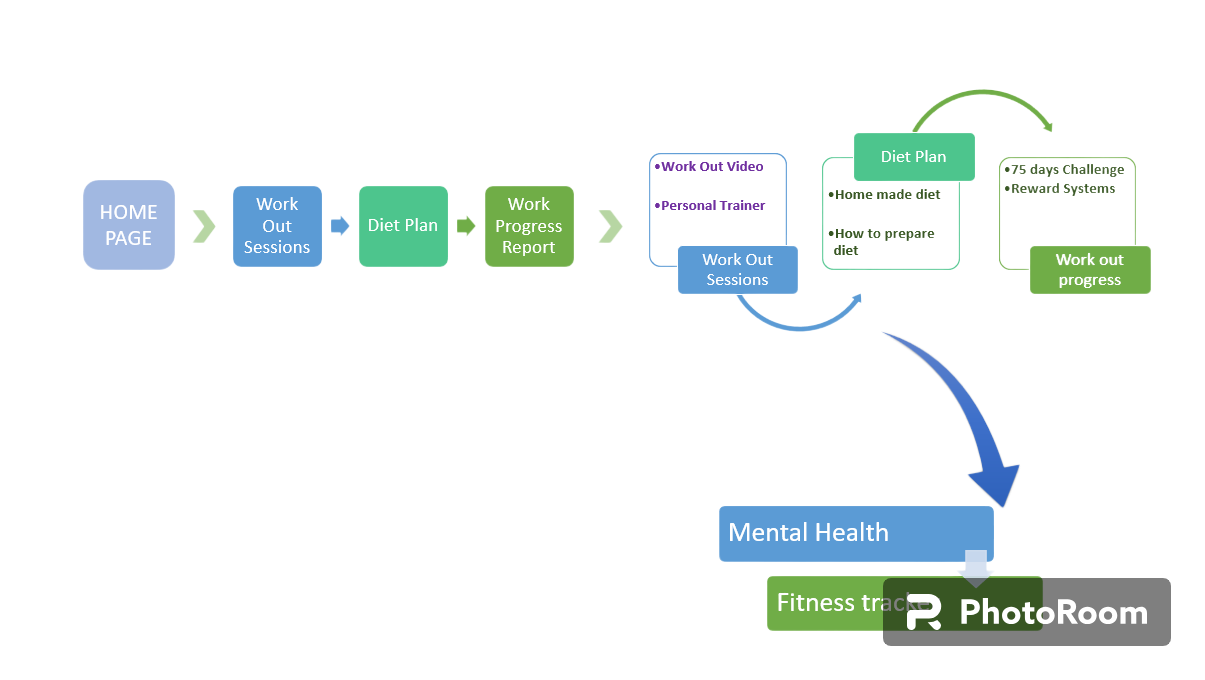 HOME
PAGE
Work
Out
Sessions
Diet Plan
Work
Progress
Report
•Work Out Video
•Personal Trainer
Work Out
Sessions
Diet Plan
•Home made diet
•How to prepare
diet
•75 days Challenge
•Reward Systems
Work out
progress
Mental Health
Fitness tracker
PhotoRoom